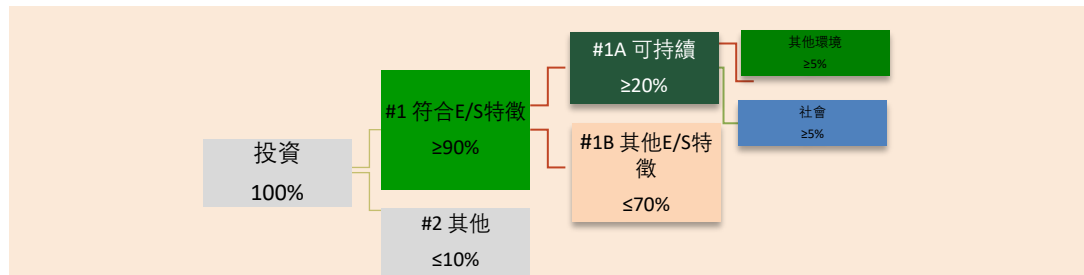 投資
100%
#1 符合E/S特徵
≥90%
#2 其他
≤10%
#1A 可持續
≥20%
#1B 其他E/S特
徵
≤70%
其他環境
≥5%
社會
≥5%